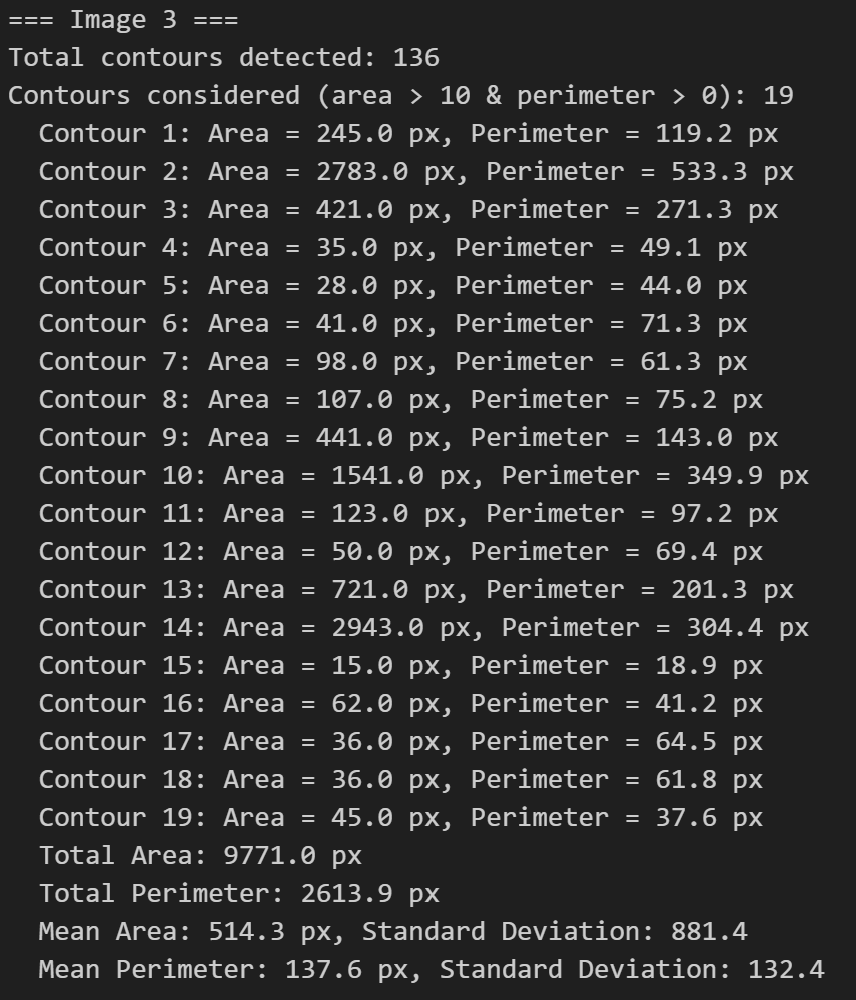 === Image 3 ===
Total contours detected: 136
Contours considered (area > 10 & perimeter > 0): 19
  Contour 1: Area = 245.0 px, Perimeter = 119.2 px
  Contour 2: Area = 2783.0 px, Perimeter = 533.3 px
  Contour 3: Area = 421.0 px, Perimeter = 271.3 px
  Contour 4: Area = 35.0 px, Perimeter = 49.1 px
  Contour 5: Area = 28.0 px, Perimeter = 44.0 px
  Contour 6: Area = 41.0 px, Perimeter = 71.3 px
  Contour 7: Area = 98.0 px, Perimeter = 61.3 px
  Contour 8: Area = 107.0 px, Perimeter = 75.2 px
  Contour 9: Area = 441.0 px, Perimeter = 143.0 px
  Contour 10: Area = 1541.0 px, Perimeter = 349.9 px
  Contour 11: Area = 123.0 px, Perimeter = 97.2 px
  Contour 12: Area = 50.0 px, Perimeter = 69.4 px
  Contour 13: Area = 721.0 px, Perimeter = 201.3 px
  Contour 14: Area = 2943.0 px, Perimeter = 304.4 px
  Contour 15: Area = 15.0 px, Perimeter = 18.9 px
  Contour 16: Area = 62.0 px, Perimeter = 41.2 px
  Contour 17: Area = 36.0 px, Perimeter = 64.5 px
  Contour 18: Area = 36.0 px, Perimeter = 61.8 px
  Contour 19: Area = 45.0 px, Perimeter = 37.6 px
  Total Area: 9771.0 px
  Total Perimeter: 2613.9 px
  Mean Area: 514.3 px, Standard Deviation: 881.4
  Mean Perimeter: 137.6 px, Standard Deviation: 132.4